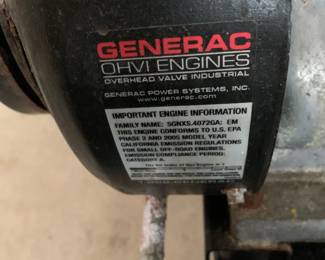 GENERAC
OHVI ENGINES
OVERHEAD VALVE INDUSTRIAL
GENERAC POWER SYSTEMS, INC.
www.generac.com
IMPORTANT ENGINE INFORMATION
FAMILY NAME: 5GNXS.4072GA: EM
THIS ENGINE CONFORMS TO U.S. EPA
PHASE 2 AND 2005 MODEL YEAR
CALIFORNIA EMISSION REGULATIONS
FOR SMALL OFF-ROAD ENGINES.
EMISSION COMPLIANCE PERIOD:
CATEGORY A.